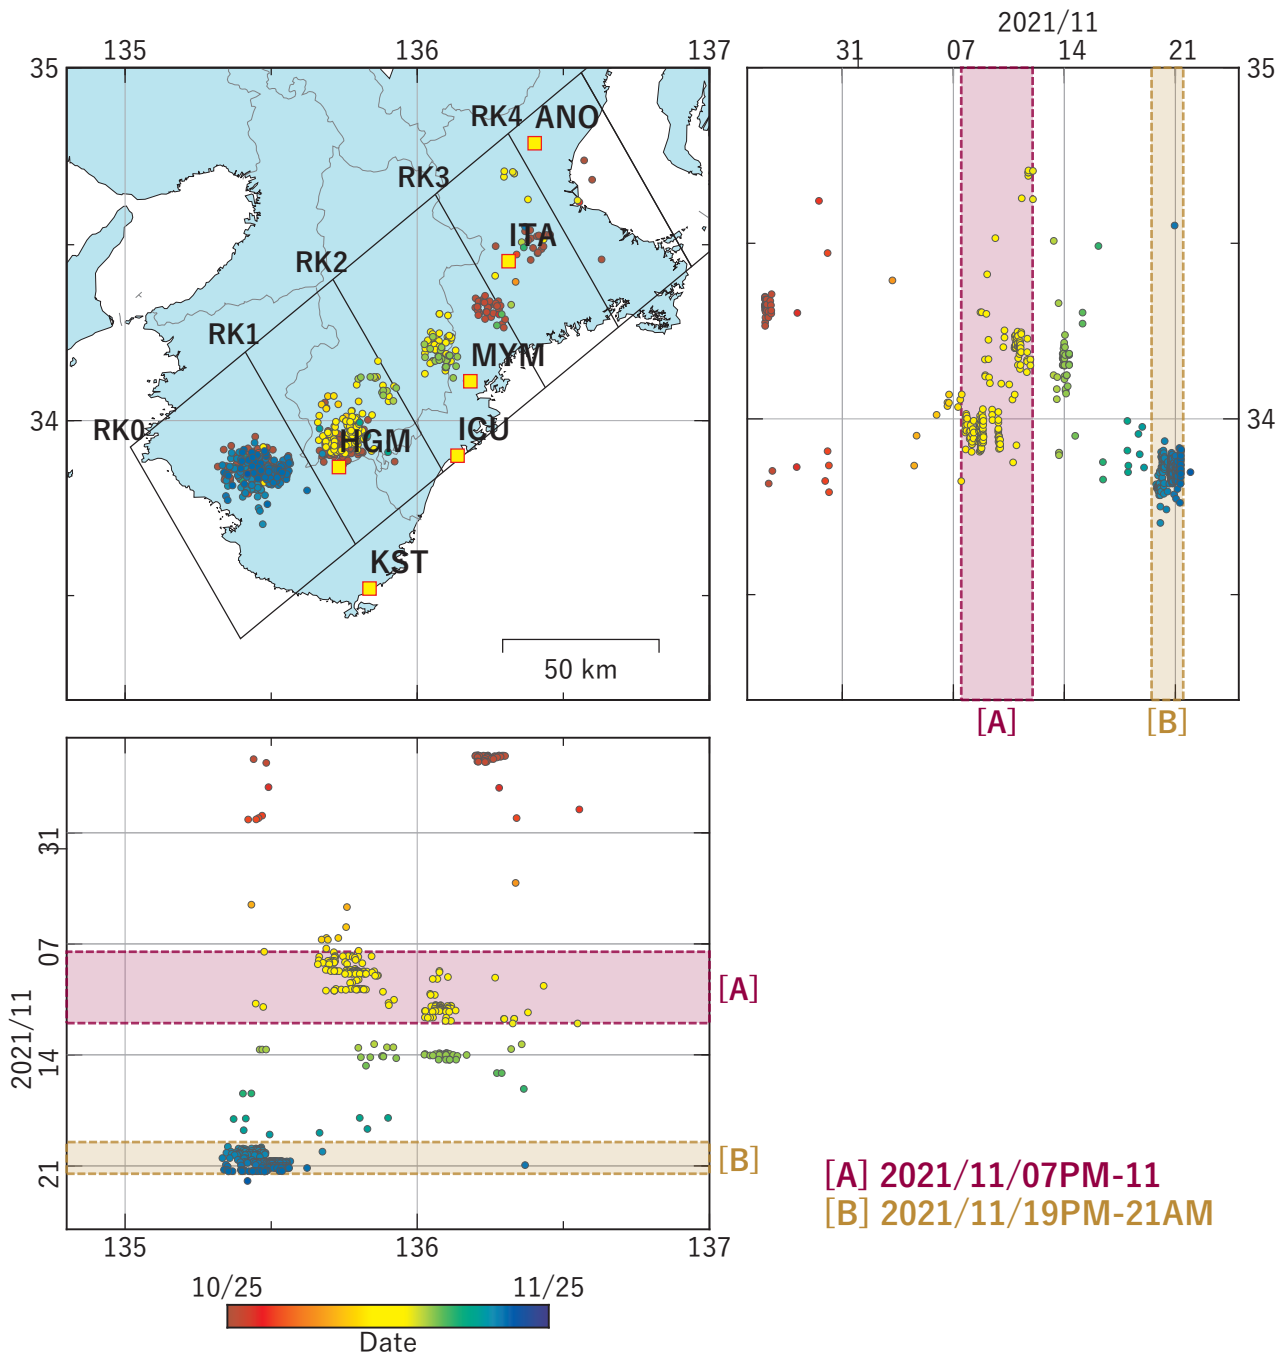 2021/11
135 136 137
31 07 14 21
35
35
RK4 ANO
RK3
ITA
RK2
RK1
MYM
34
34
RK0
HGM
ICU
KST
50 km
[A] [B]
31
07
[A]
2021/11
14
[B]
21
[A] 2021/11/07PM-11
[B] 2021/11/19PM-21AM
135 136 137
10/25 11/25
Date